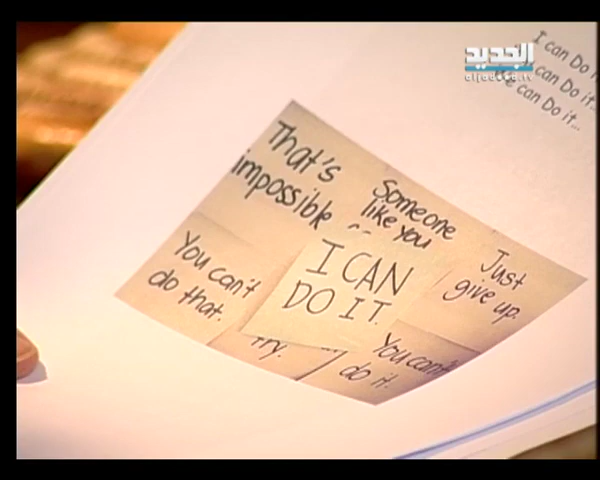 الجديد
aljadeed.tv
I can Do it
can Do it...
can Do it...
That's
impossible
Someone
like you
Just
give up.
You can't
do that.
I CAN
DO IT.
Try.
You can't
do it.